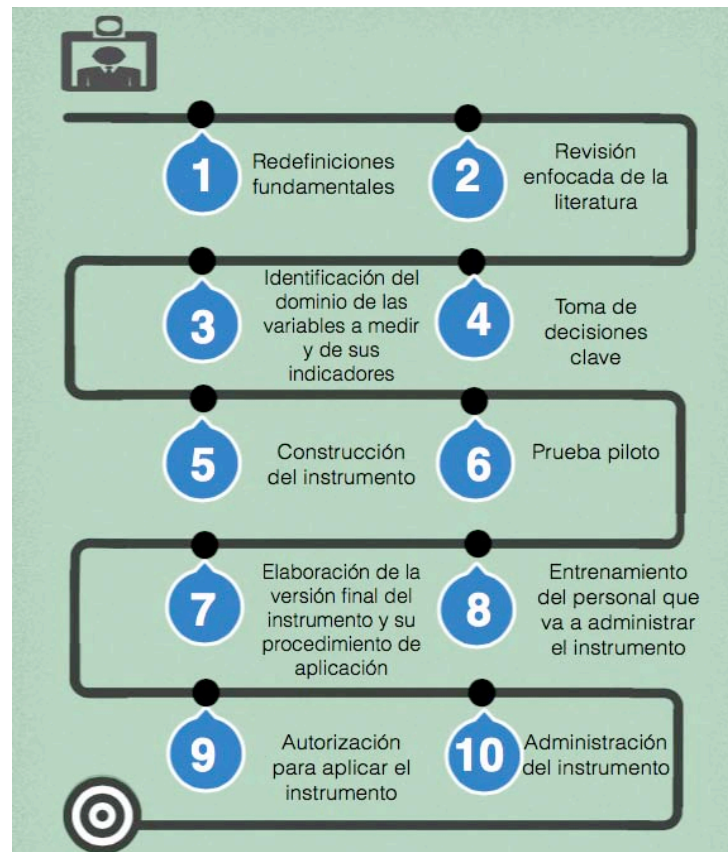 1
Redefiniciones
fundamentales
2
Revisión
enfocada de la
literatura
3
Identificación del
dominio de las
variables a medir
y de sus
indicadores
4
Toma de
decisiones
clave
5
Construcción
del instrumento
6
Prueba piloto
7
Elaboración de la
versión final del
instrumento y su
procedimiento de
aplicación
8
Entrenamiento
del personal que
va a administrar
el instrumento
9
Autorización
para aplicar el
instrumento
10
Administración
del instrumento